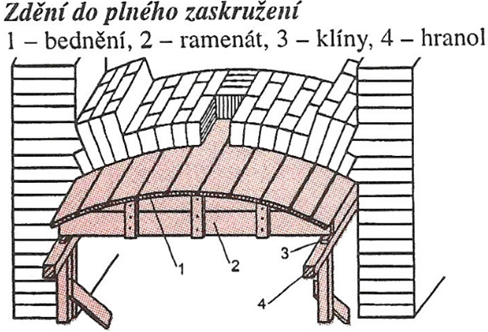 Zdění do plného zaskružení
1 – bednění, 2 – ramenát, 3 – klíny, 4 – hranol
1
2
3
4